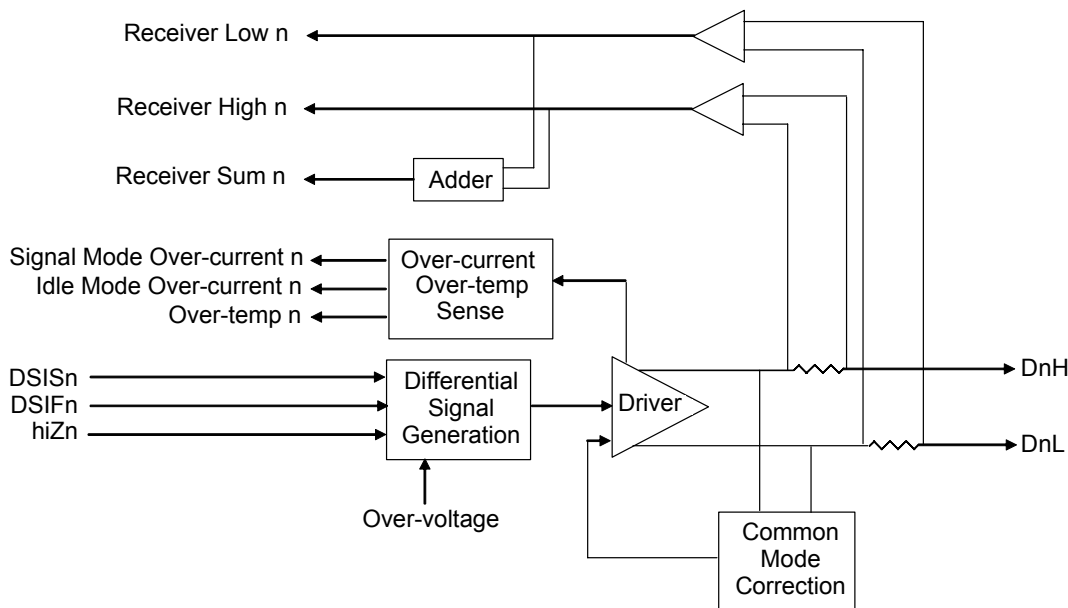 Receiver Low n
Receiver High n
Receiver Sum n
Adder
Signal Mode Over-current n
Idle Mode Over-current n
Over-temp n
Over-current
Over-temp
Sense
DSISn
DSIFn
hiZn
Differential
Signal
Generation
Driver
DnH
DnL
Over-voltage
Common
Mode
Correction